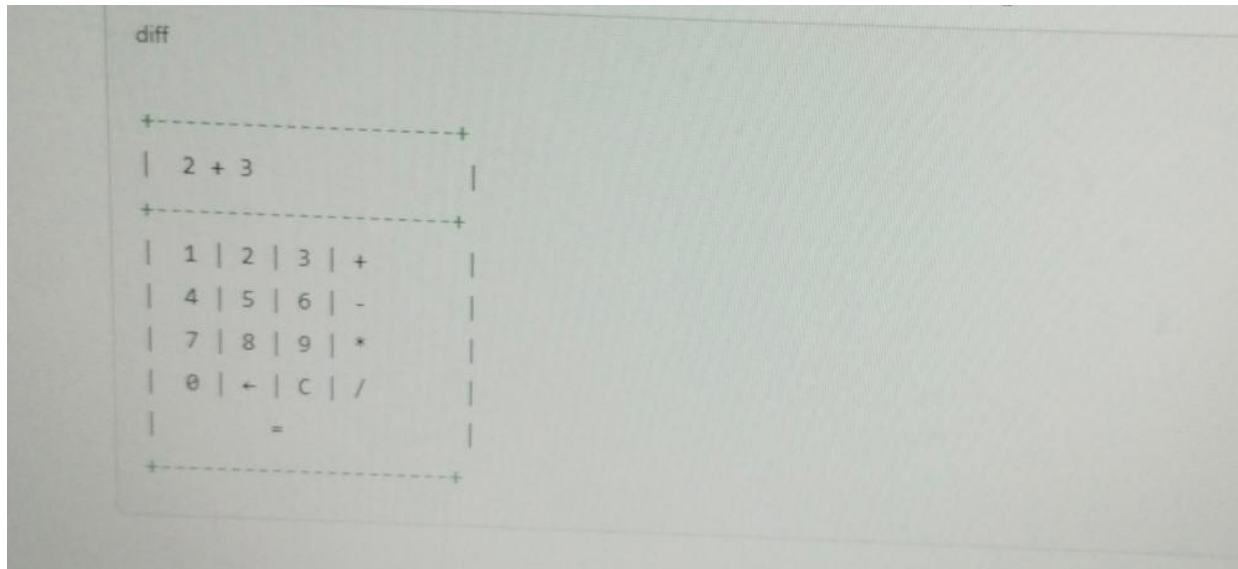 diff
+---------------------+
|  2 + 3              |
+---------------------+
|  1 | 2 | 3 | +      |
|  4 | 5 | 6 | -      |
|  7 | 8 | 9 | *      |
|  0 | ← | C | /      |
|        =            |
+---------------------+